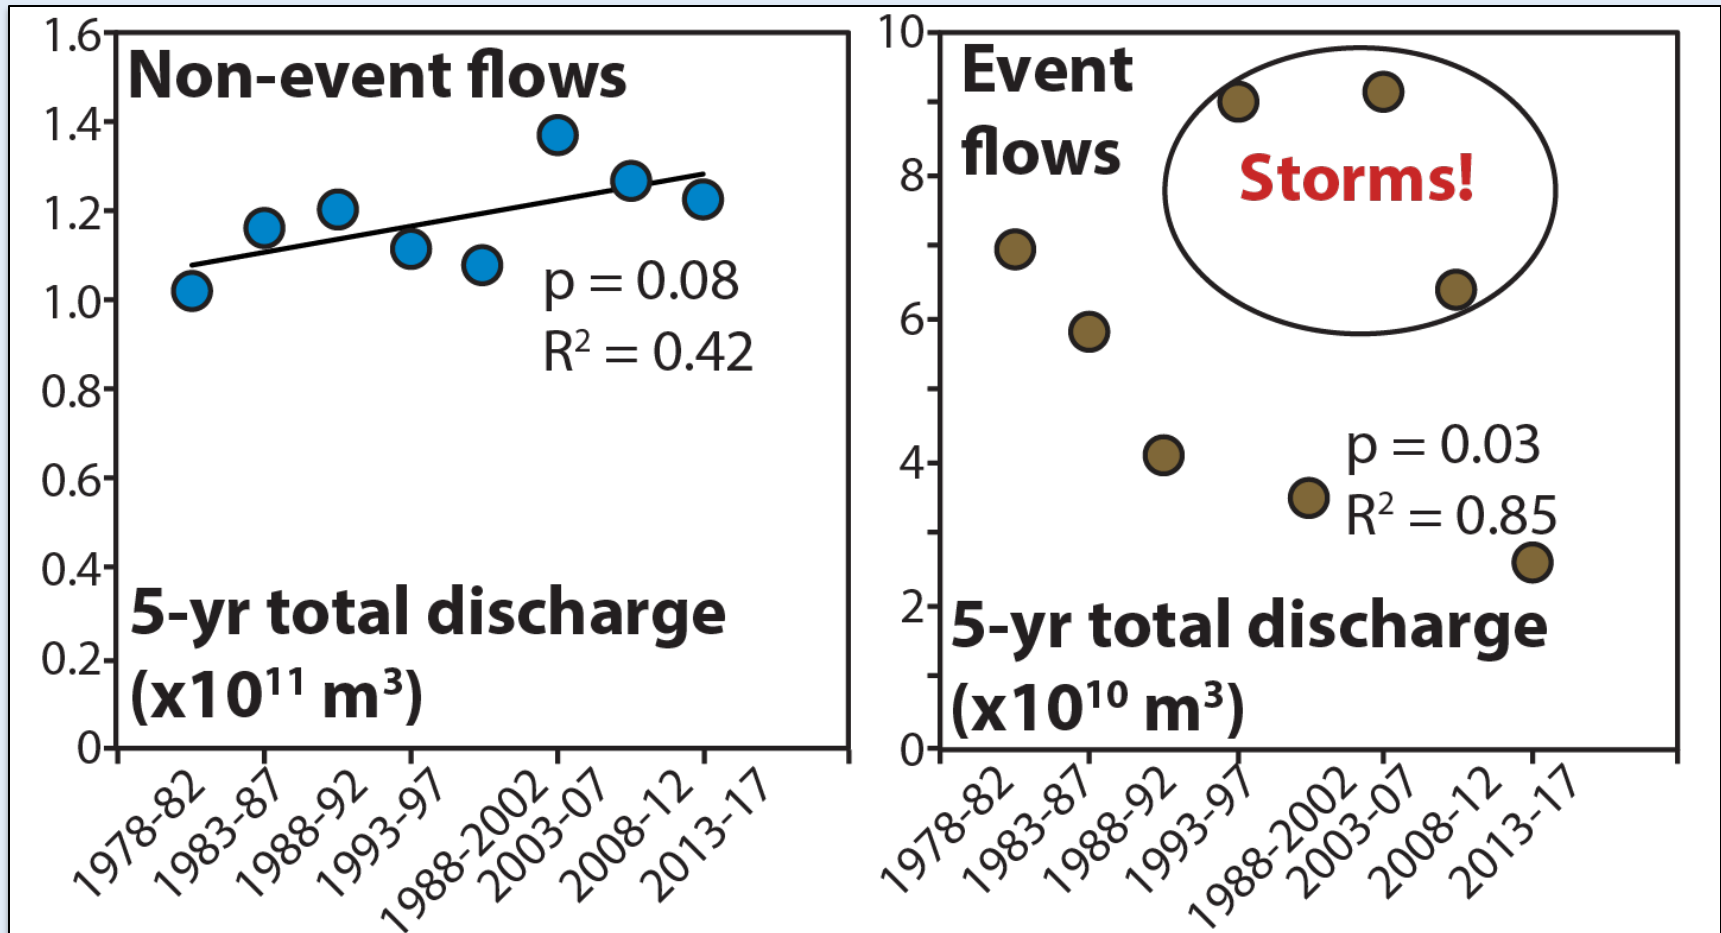 1.6
1.4
1.2
1.0
0.8
0.6
0.4
0.2
0
Non-event flows
p = 0.08
R² = 0.42
5-yr total discharge
(x10¹¹ m³)
1978-82
1983-87
1988-92
1993-97
1988-2002
2003-07
2008-12
2013-17
10
8
6
4
2
0
Event
flows
Storms!
p = 0.03
R² = 0.85
5-yr total discharge
(x10¹⁰ m³)
1978-82
1983-87
1988-92
1993-97
1988-2002
2003-07
2008-12
2013-17